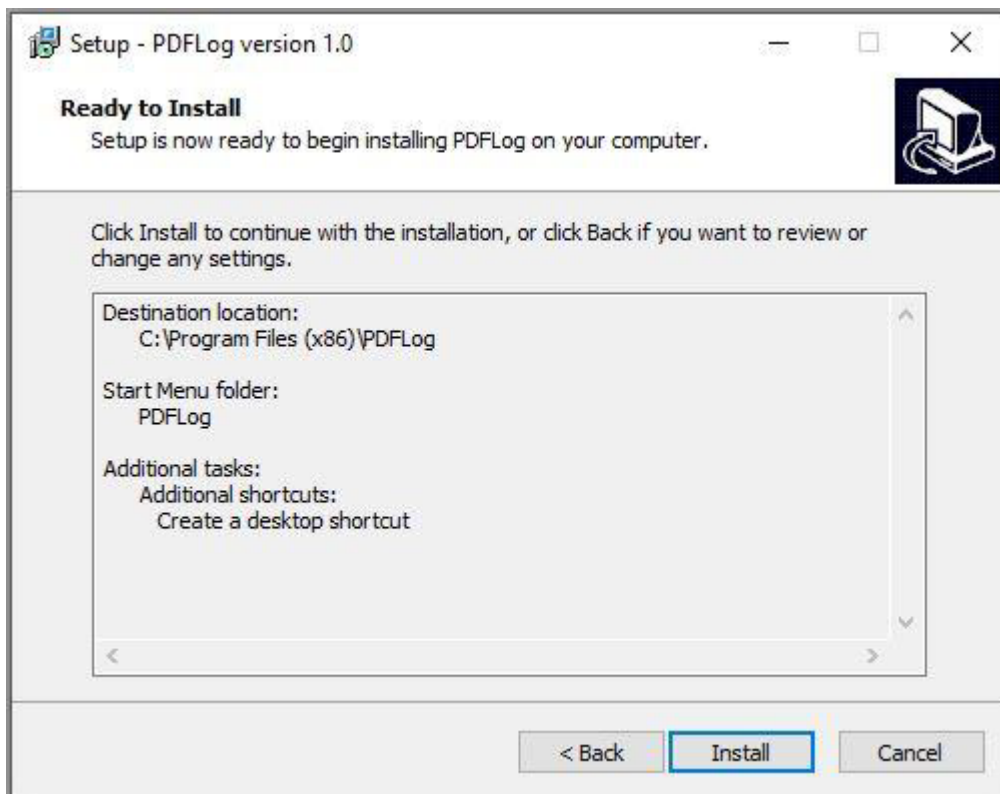 Setup - PDFLog version 1.0
Ready to Install
Setup is now ready to begin installing PDFLog on your computer.
Click Install to continue with the installation, or click Back if you want to review or
change any settings.
Destination location:
C:\Program Files (x86)\PDFLog
Start Menu folder:
PDFLog
Additional tasks:
Additional shortcuts:
Create a desktop shortcut
< Back
Install
Cancel